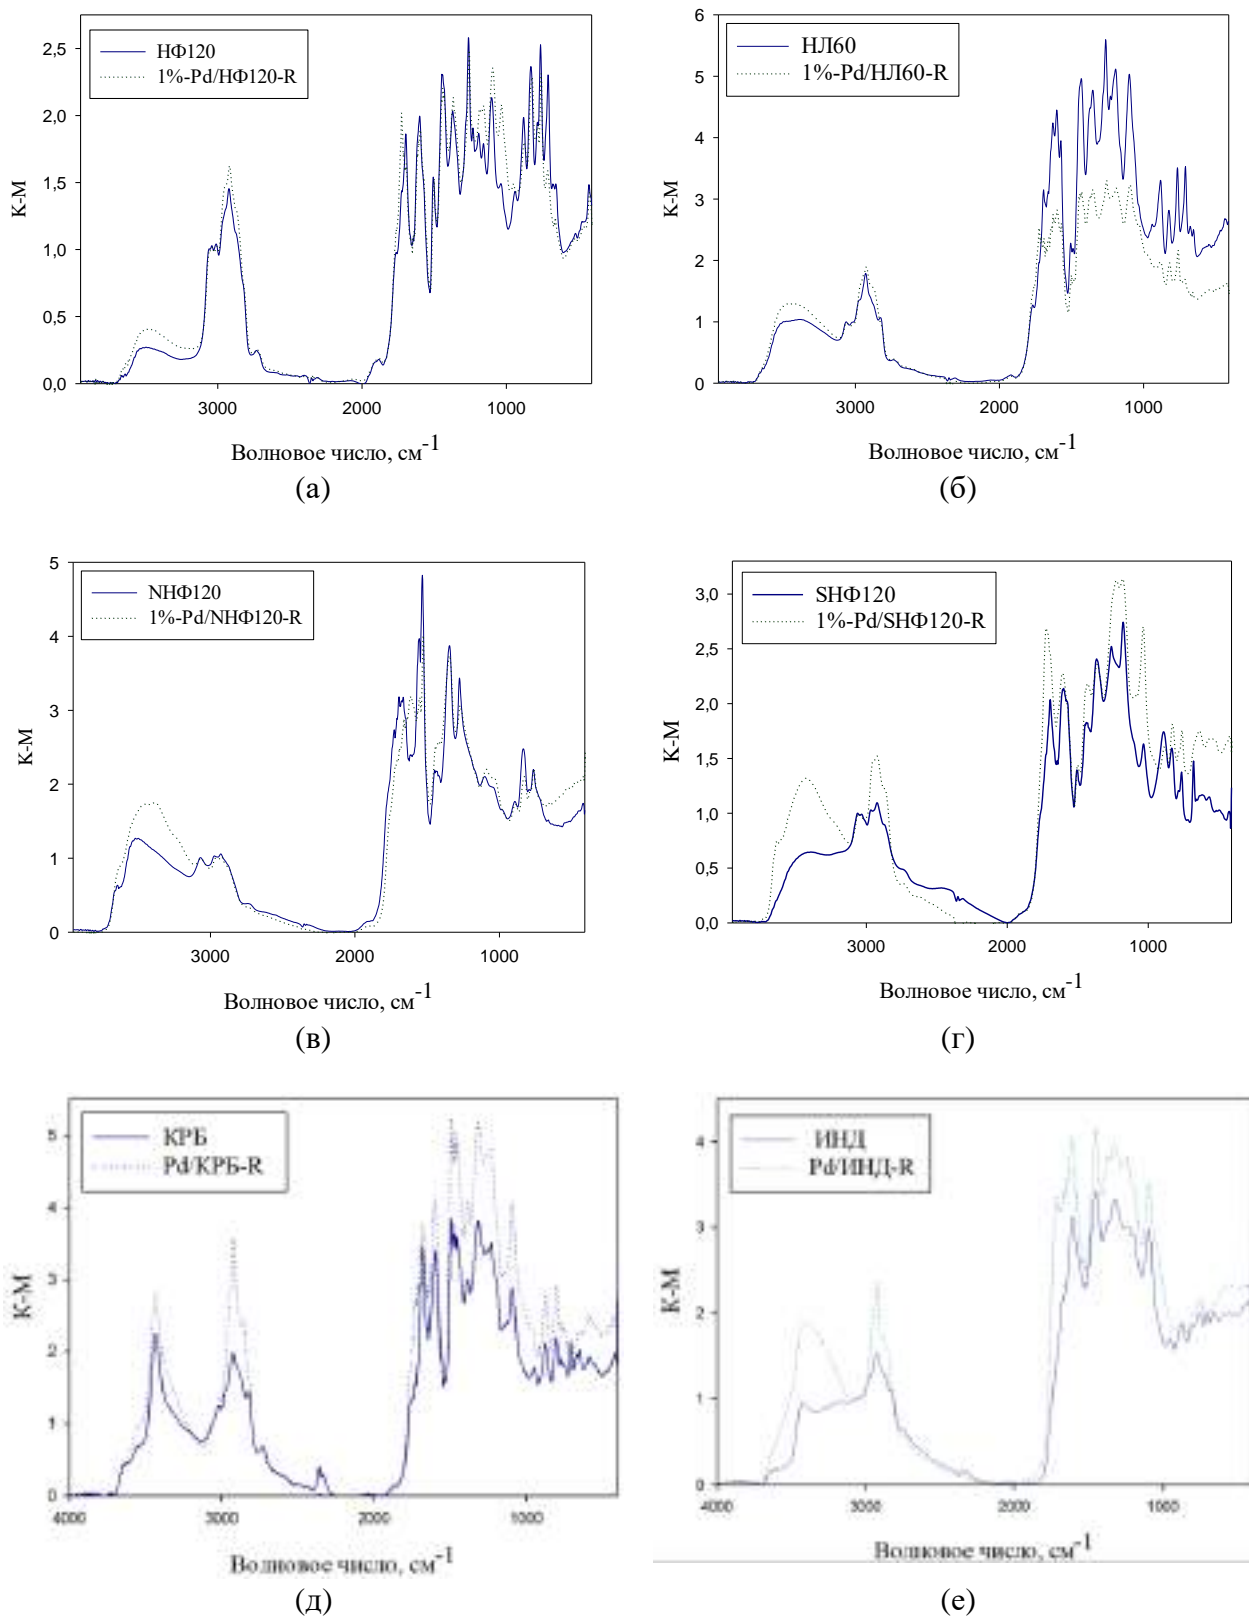 НФ120
1%-Pd/НФ120-R
2,5
2,0
1,5
1,0
0,5
0,0
К-М
3000 2000 1000
Волновое число, см-1
(а)
НЛ60
1%-Pd/НЛ60-R
6
5
4
3
2
1
0
К-М
3000 2000 1000
Волновое число, см-1
(б)
NНФ120
1%-Pd/NНФ120-R
5
4
3
2
1
0
К-М
3000 2000 1000
Волновое число, см-1
(в)
SНФ120
1%-Pd/SНФ120-R
3,0
2,5
2,0
1,5
1,0
0,5
0,0
К-М
3000 2000 1000
Волновое число, см-1
(г)
КРБ
Pd/КРБ-R
5
4
3
2
1
0
К-М
4000 3000 2000 1000
Волновое число, см-1
(д)
ИНД
Pd/ИНД-R
4
3
2
1
0
К-М
4000 3000 2000 1000
Волновое число, см-1
(е)